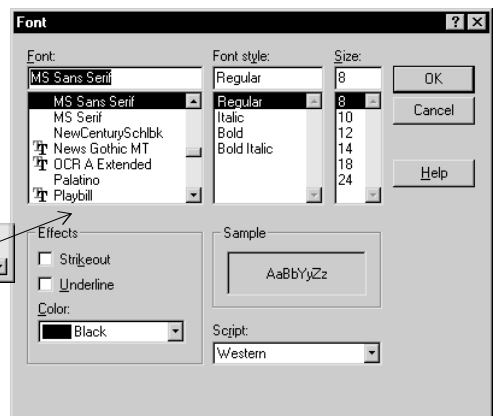 Font
Font: Font style: Size:
MS Sans Serif Regular 8 OK
MS Sans Serif Regular 8 Cancel
MS Serif Italic 10
NewCenturySchlbk Bold 12
News Gothic MT Bold Italic 14
OCR A Extended 18 Help
Palatino 24
Playbill
Effects Sample
Strikeout AaBbYyZz
Underline
Color:
Black Script:
Western